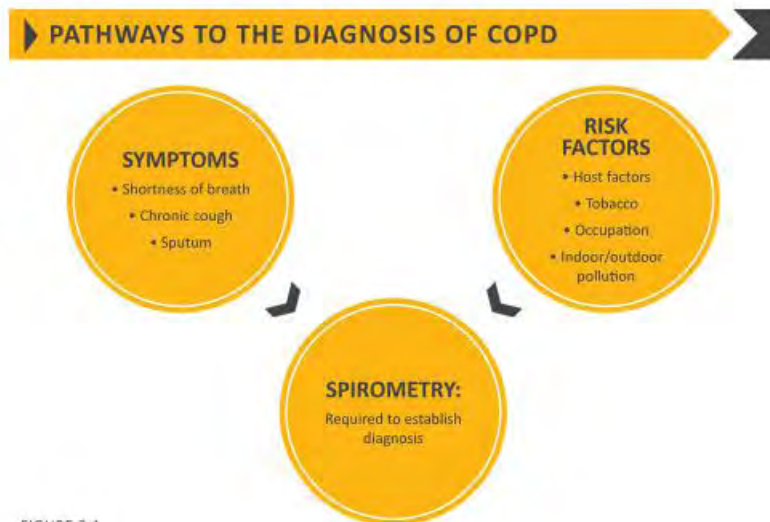 PATHWAYS TO THE DIAGNOSIS OF COPD
SYMPTOMS
• Shortness of breath
• Chronic cough
• Sputum
RISK
FACTORS
• Host factors
• Tobacco
• Occupation
• Indoor/outdoor
pollution
SPIROMETRY:
Required to establish
diagnosis